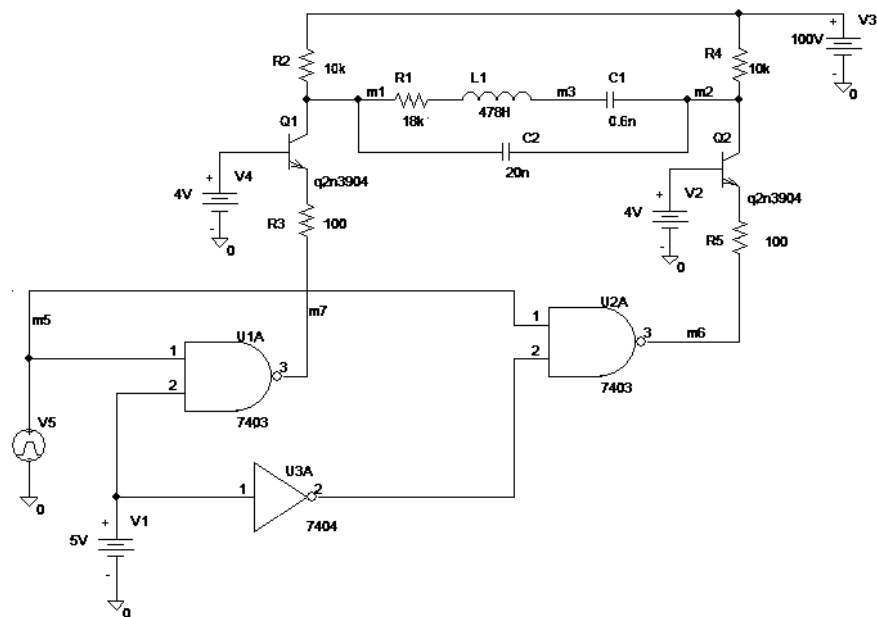 V3
100V
+
-
0
R2
10k
R4
10k
m1
R1
18k
L1
478H
m3
C1
0.6n
m2
C2
20n
Q1
q2n3904
Q2
q2n3904
+
V4
4V
-
0
R3
100
+
V2
4V
-
0
R5
100
m5
m7
U1A
1
2
3
7403
U2A
1
2
3
m6
7403
V5
+
0
U3A
1
2
7404
+
V1
5V
-
0